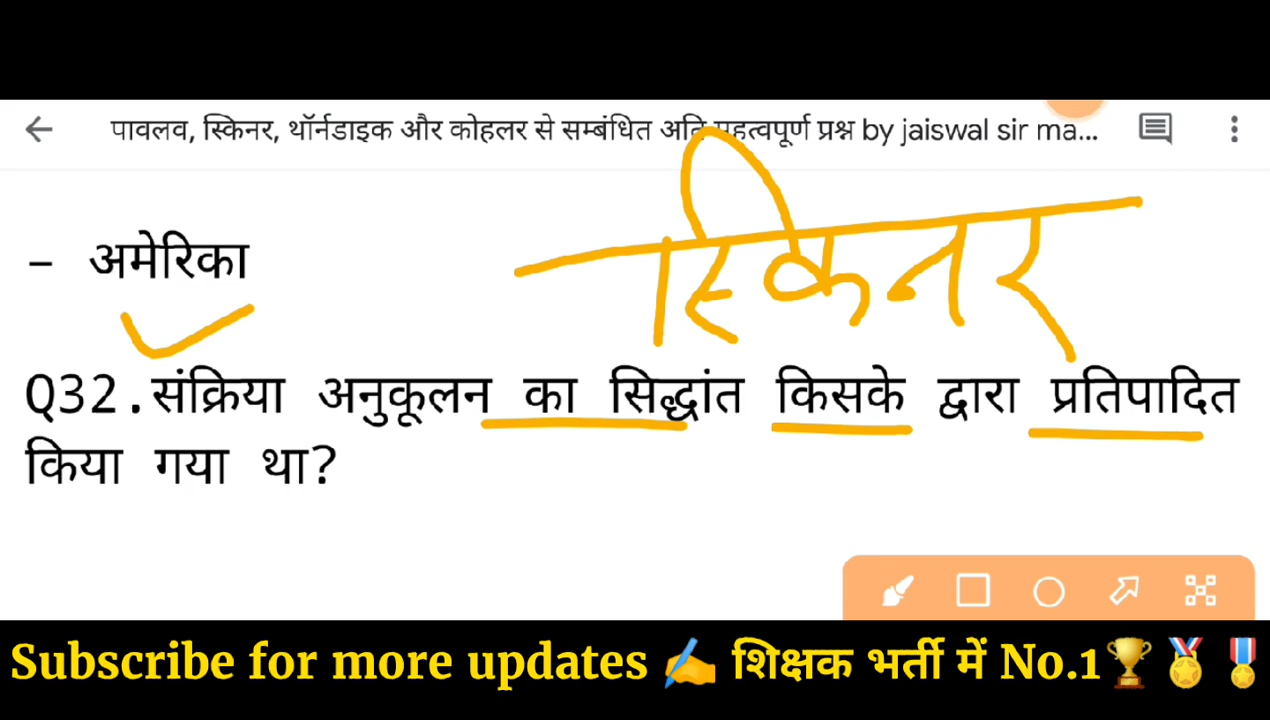 पावलव, स्किनर, थॉर्नडाइक और कोहलर से सम्बंधित अति महत्वपूर्ण प्रश्न by jaiswal sir ma...
स्किनर
– अमेरिका
Q32.संक्रिया अनुकूलन का सिद्धांत किसके द्वारा प्रतिपादित
किया गया था?
Subscribe for more updates ✍️ शिक्षक भर्ती में No.1🏆🏅🎖️